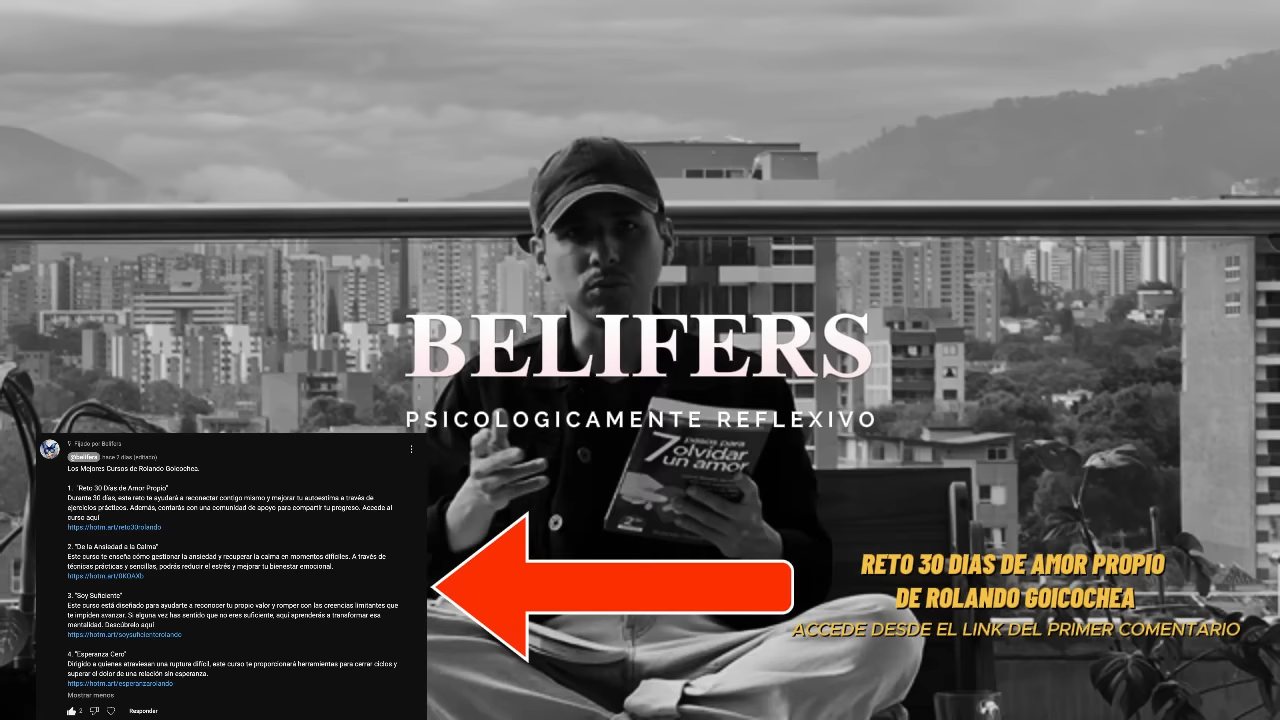 BELIFERS
PSICOLOGICAMENTE REFLEXIVO
7 pasos para
olvidar
un amor
Fijado por Belifers
@belifers hace 2 días (editado)
Los Mejores Cursos de Rolando Goicochea.
1. "Reto 30 Días de Amor Propio"
Durante 30 días, este reto te ayudará a reconectar contigo mismo y mejorar tu autoestima a través de
ejercicios prácticos. Además, contarás con una comunidad de apoyo para compartir tu progreso. Accede al
curso aquí
https://hotm.art/reto30rolando
2. "De la Ansiedad a la Calma"
Este curso te enseña cómo gestionar la ansiedad y recuperar la calma en momentos difíciles. A través de
técnicas prácticas y sencillas, podrás reducir el estrés y mejorar tu bienestar emocional.
https://hotm.art/0K0AXb
3. "Soy Suficiente"
Este curso está diseñado para ayudarte a reconocer tu propio valor y romper con las creencias limitantes que
te impiden avanzar. Si alguna vez has sentido que no eres suficiente, aquí aprenderás a transformar esa
mentalidad. Descúbrelo aquí
https://hotm.art/soysuficienterolando
4. "Esperanza Cero"
Dirigido a quienes atraviesan una ruptura difícil, este curso te proporcionará herramientas para cerrar ciclos y
superar el dolor de una relación sin esperanza.
https://hotm.art/esperanzarolando
Mostrar menos
2 Responder
RETO 30 DIAS DE AMOR PROPIO
DE ROLANDO GOICOCHEA
ACCEDE DESDE EL LINK DEL PRIMER COMENTARIO